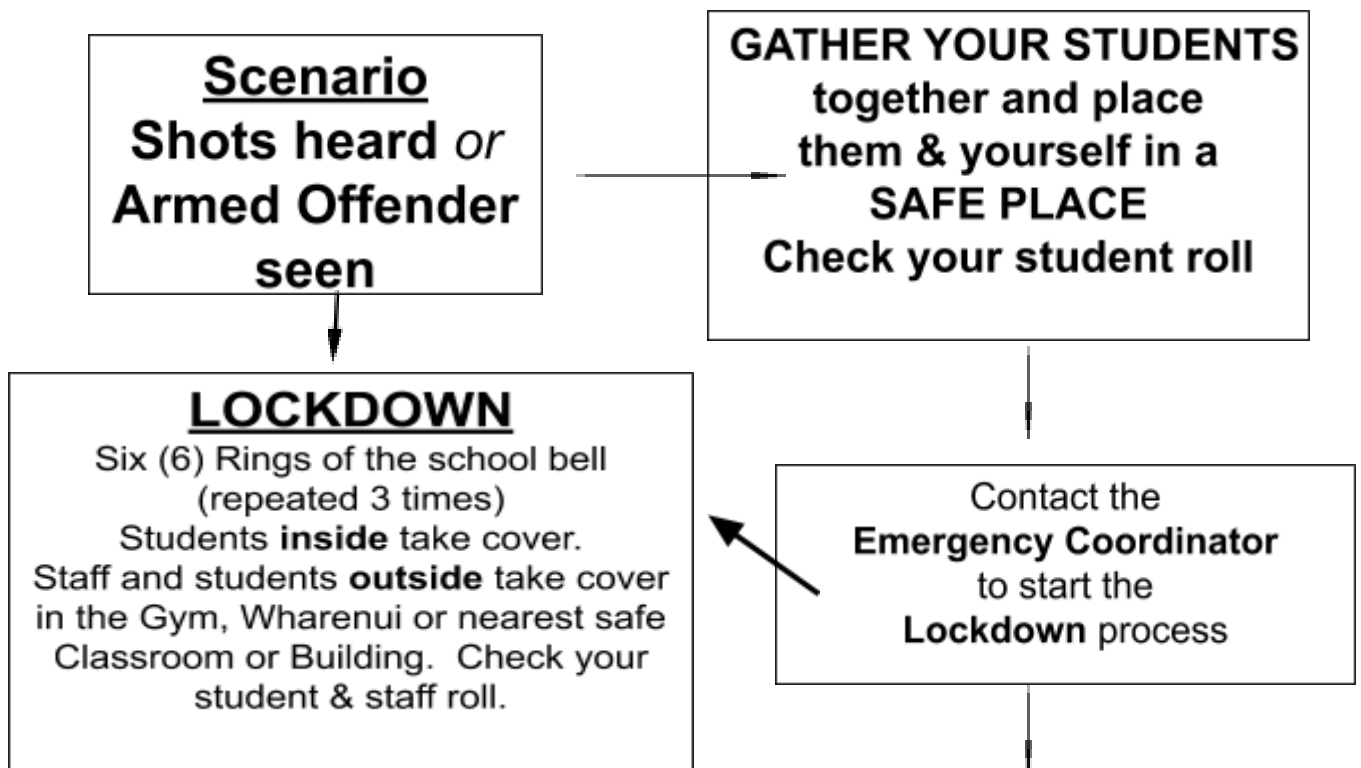 Scenario
Shots heard or
Armed Offender
seen
GATHER YOUR STUDENTS
together and place
them & yourself in a
SAFE PLACE
Check your student roll
LOCKDOWN
Six (6) Rings of the school bell
(repeated 3 times)
Students inside take cover.
Staff and students outside take cover
in the Gym, Wharenui or nearest safe
Classroom or Building. Check your
student & staff roll.
Contact the
Emergency Coordinator
to start the
Lockdown process